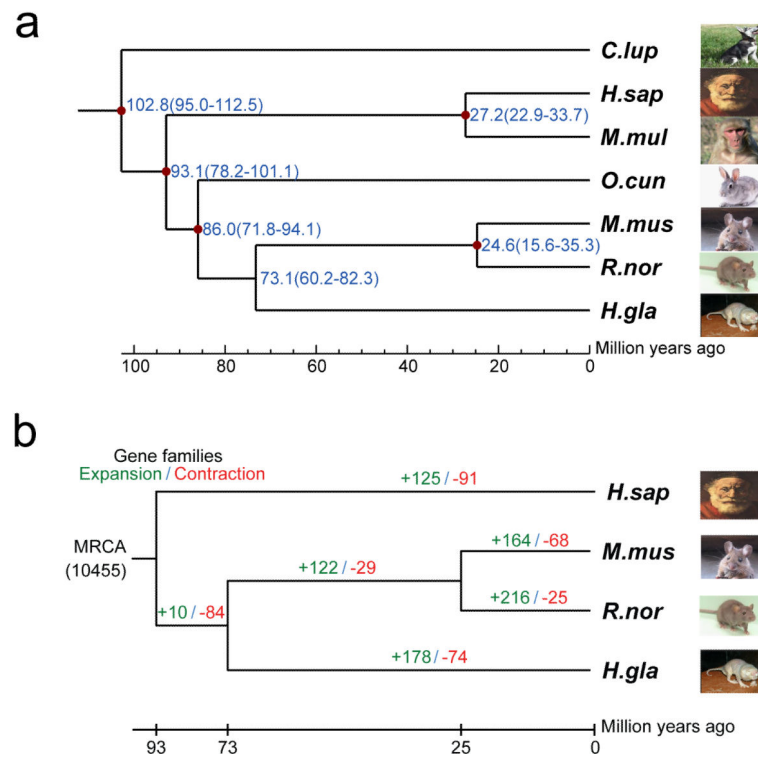 a
C.lup
102.8(95.0-112.5)
H.sap
27.2(22.9-33.7)
M.mul
93.1(78.2-101.1)
O.cun
86.0(71.8-94.1)
M.mus
24.6(15.6-35.3)
R.nor
73.1(60.2-82.3)
H.gla
Million years ago
100 80 60 40 20 0
b
Gene families
Expansion / Contraction
+125 / -91
H.sap
MRCA
(10455)
+164 / -68
M.mus
+122 / -29
+10 / -84
+216 / -25
R.nor
+178 / -74
H.gla
Million years ago
93 73 25 0